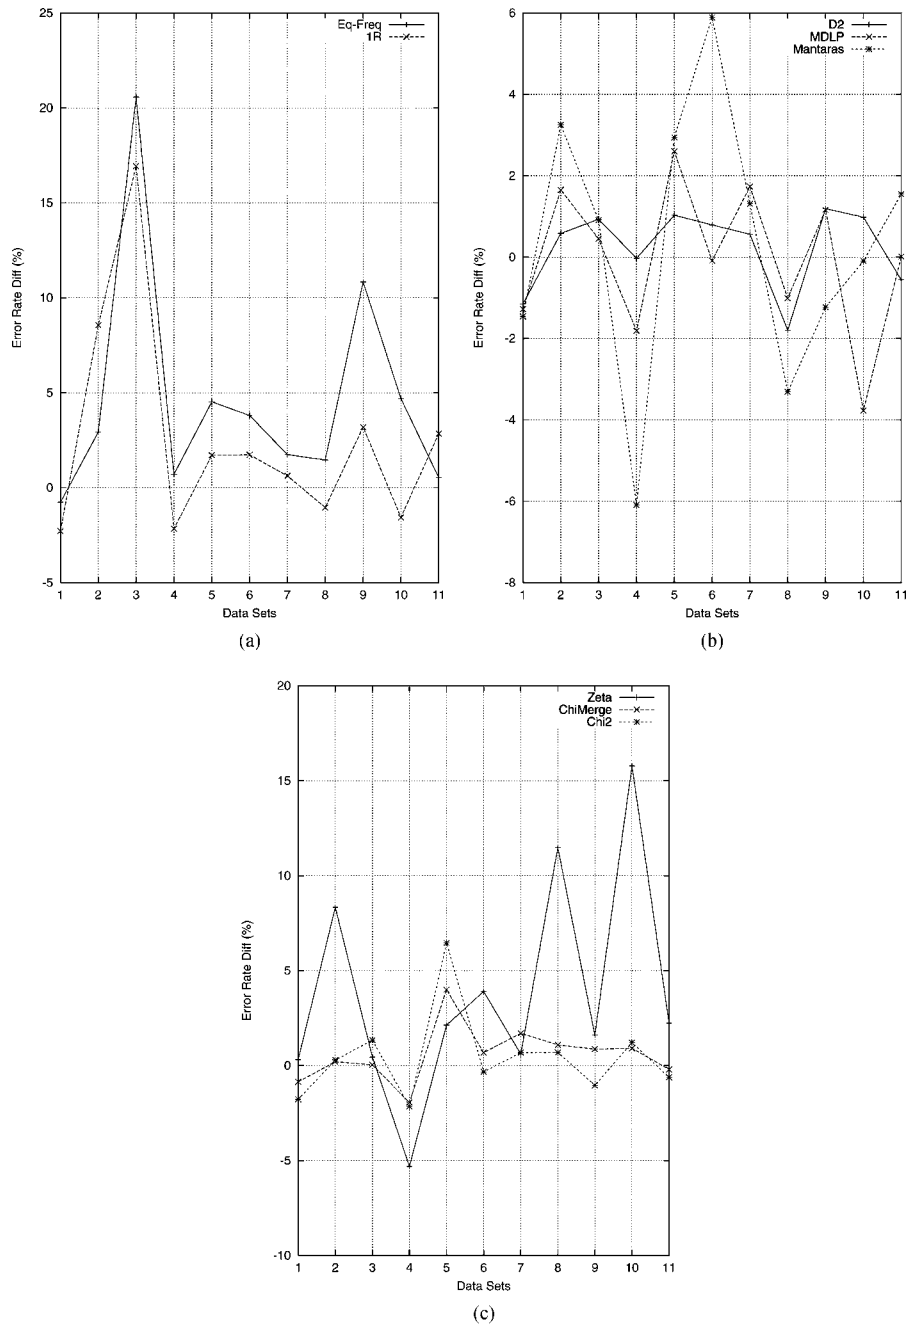 25
20
15
10
5
0
-5
Error Rate Diff (%)
Eq-Freq
1R
1 2 3 4 5 6 7 8 9 10 11
Data Sets
(a)
6
4
2
0
-2
-4
-6
-8
Error Rate Diff (%)
D2
MDLP
Mantaras
1 2 3 4 5 6 7 8 9 10 11
Data Sets
(b)
20
15
10
5
0
-5
-10
Error Rate Diff (%)
Zeta
ChiMerge
Chi2
1 2 3 4 5 6 7 8 9 10 11
Data Sets
(c)